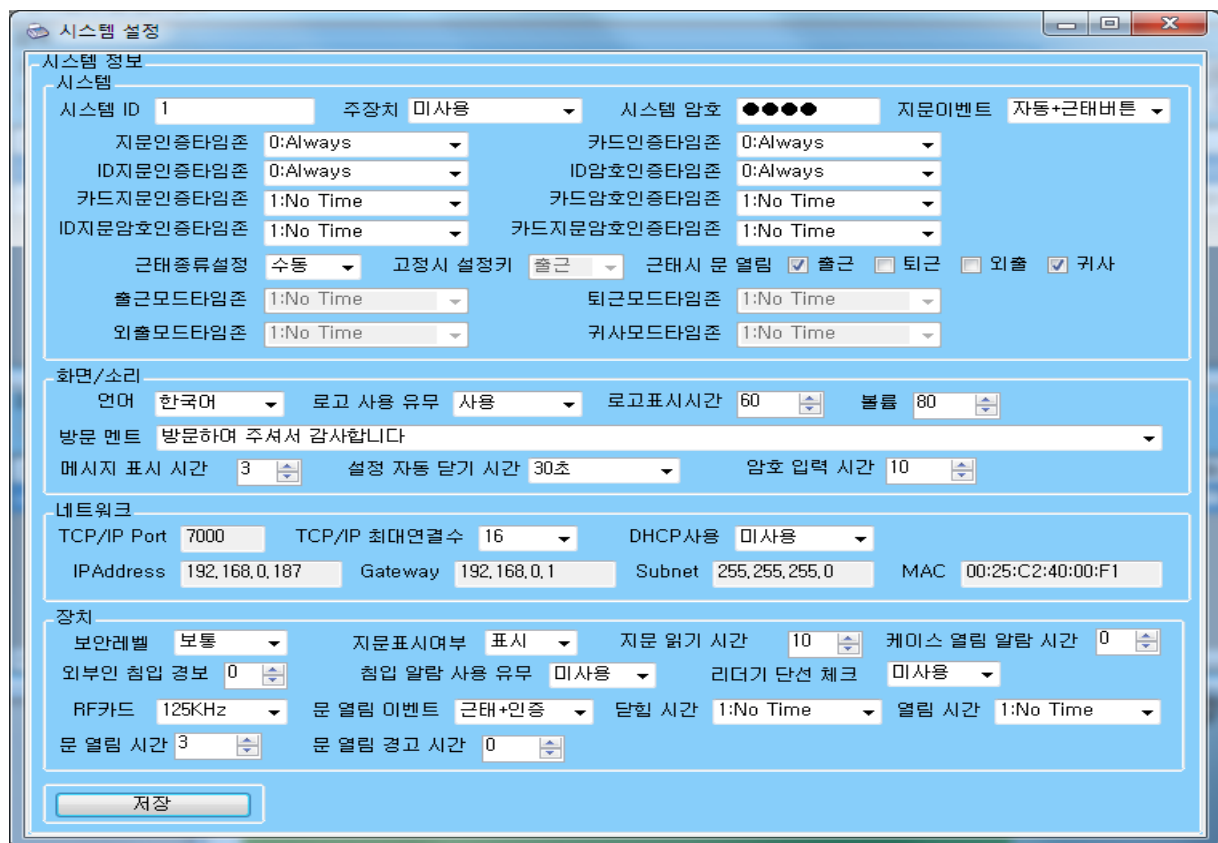 시스템 설정
시스템 정보
시스템
시스템 ID 1 주장치 미사용 시스템 암호 ●●●● 지문이벤트 자동+근태버튼
지문인증타임존 0:Always 카드인증타임존 0:Always
ID지문인증타임존 0:Always ID암호인증타임존 0:Always
카드지문인증타임존 1:No Time 카드암호인증타임존 1:No Time
ID지문암호인증타임존 1:No Time 카드지문암호인증타임존 1:No Time
근태종류설정 수동 고정시 설정키 출근 근태시 문 열림 출근 퇴근 외출 귀사
출근모드타임존 1:No Time 퇴근모드타임존 1:No Time
외출모드타임존 1:No Time 귀사모드타임존 1:No Time
화면/소리
언어 한국어 로고 사용 유무 사용 로고표시시간 60 볼륨 80
방문 멘트 방문하여 주셔서 감사합니다
메시지 표시 시간 3 설정 자동 닫기 시간 30초 암호 입력 시간 10
네트워크
TCP/IP Port 7000 TCP/IP 최대연결수 16 DHCP사용 미사용
IPAddress 192,168,0,187 Gateway 192,168,0,1 Subnet 255,255,255,0 MAC 00:25:C2:40:00:F1
장치
보안레벨 보통 지문표시여부 표시 지문 읽기 시간 10 케이스 열림 알람 시간 0
외부인 침입 경보 0 침입 알람 사용 유무 미사용 리더기 단선 체크 미사용
RF카드 125KHz 문 열림 이벤트 근태+인증 닫힘 시간 1:No Time 열림 시간 1:No Time
문 열림 시간 3 문 열림 경고 시간 0
저장